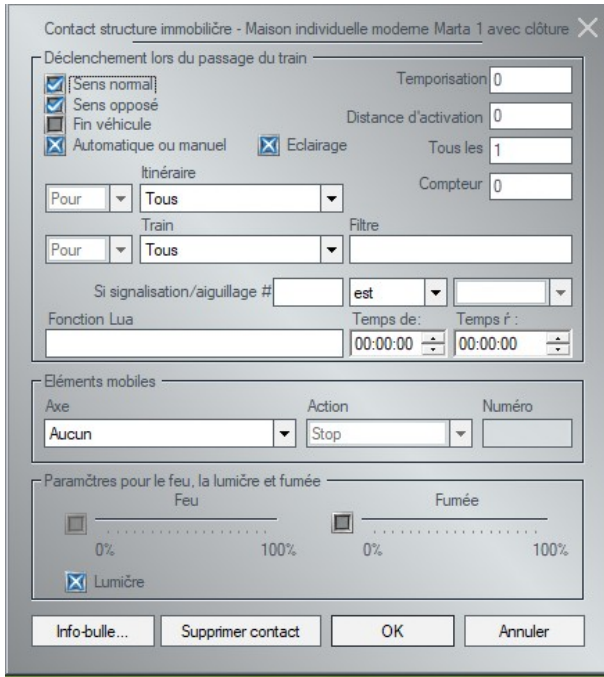 Contact structure immobiličre - Maison individuelle moderne Marta 1 avec clôture
Déclenchement lors du passage du train
Sens normal
Temporisation 0
Sens opposé
Fin véhicule
Distance d'activation 0
Automatique ou manuel
Eclairage
Tous les 1
Itinéraire
Compteur 0
Pour
Tous
Train
Filtre
Pour
Tous
Si signalisation/aiguillage #
est
Fonction Lua
Temps de:
Temps ŕ :
00:00:00
00:00:00
Eléments mobiles
Axe
Action
Numéro
Aucun
Stop
Paramčtres pour le feu, la lumičre et fumée
Feu
Fumée
0%
100%
0%
100%
Lumičre
Info-bulle...
Supprimer contact
OK
Annuler